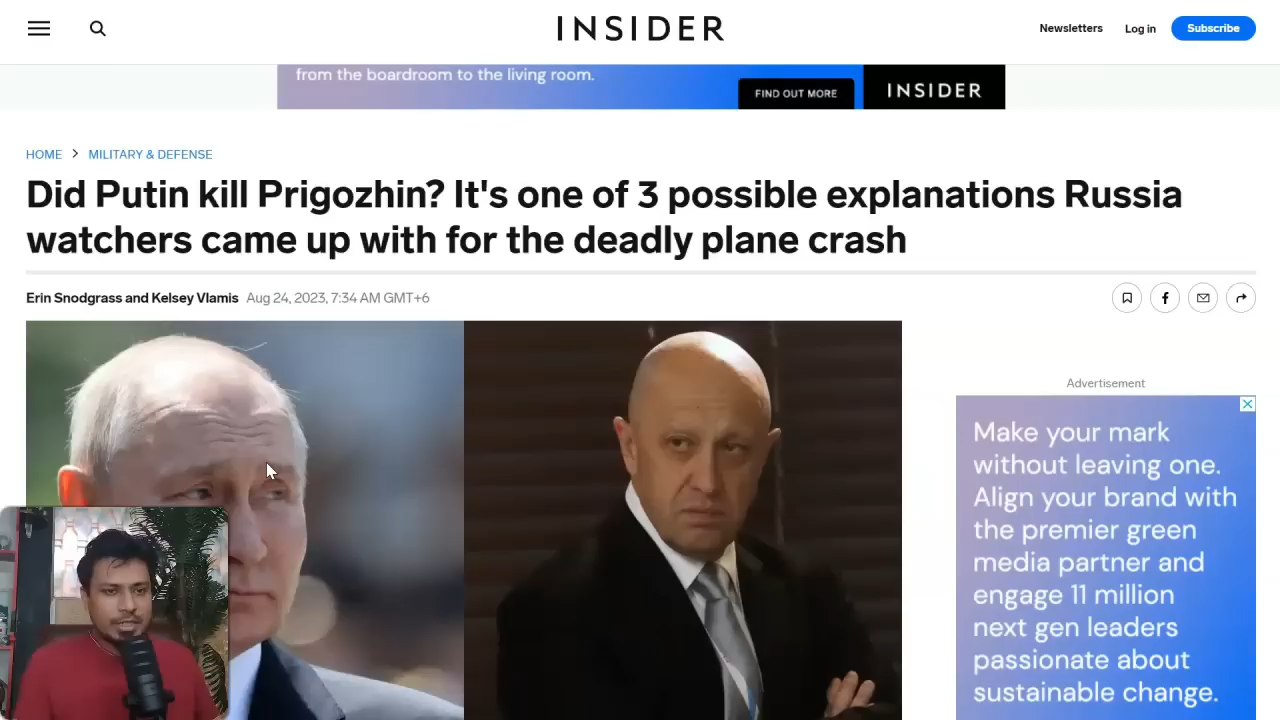 INSIDER
Newsletters
Log in
Subscribe
from the boardroom to the living room.
FIND OUT MORE
INSIDER
HOME > MILITARY & DEFENSE
Did Putin kill Prigozhin? It's one of 3 possible explanations Russia
watchers came up with for the deadly plane crash
Erin Snodgrass and Kelsey Vlamis Aug 24, 2023, 7:34 AM GMT+6
Advertisement
Make your mark
without leaving one.
Align your brand with
the premier green
media partner and
engage 11 million
next gen leaders
passionate about
sustainable change.